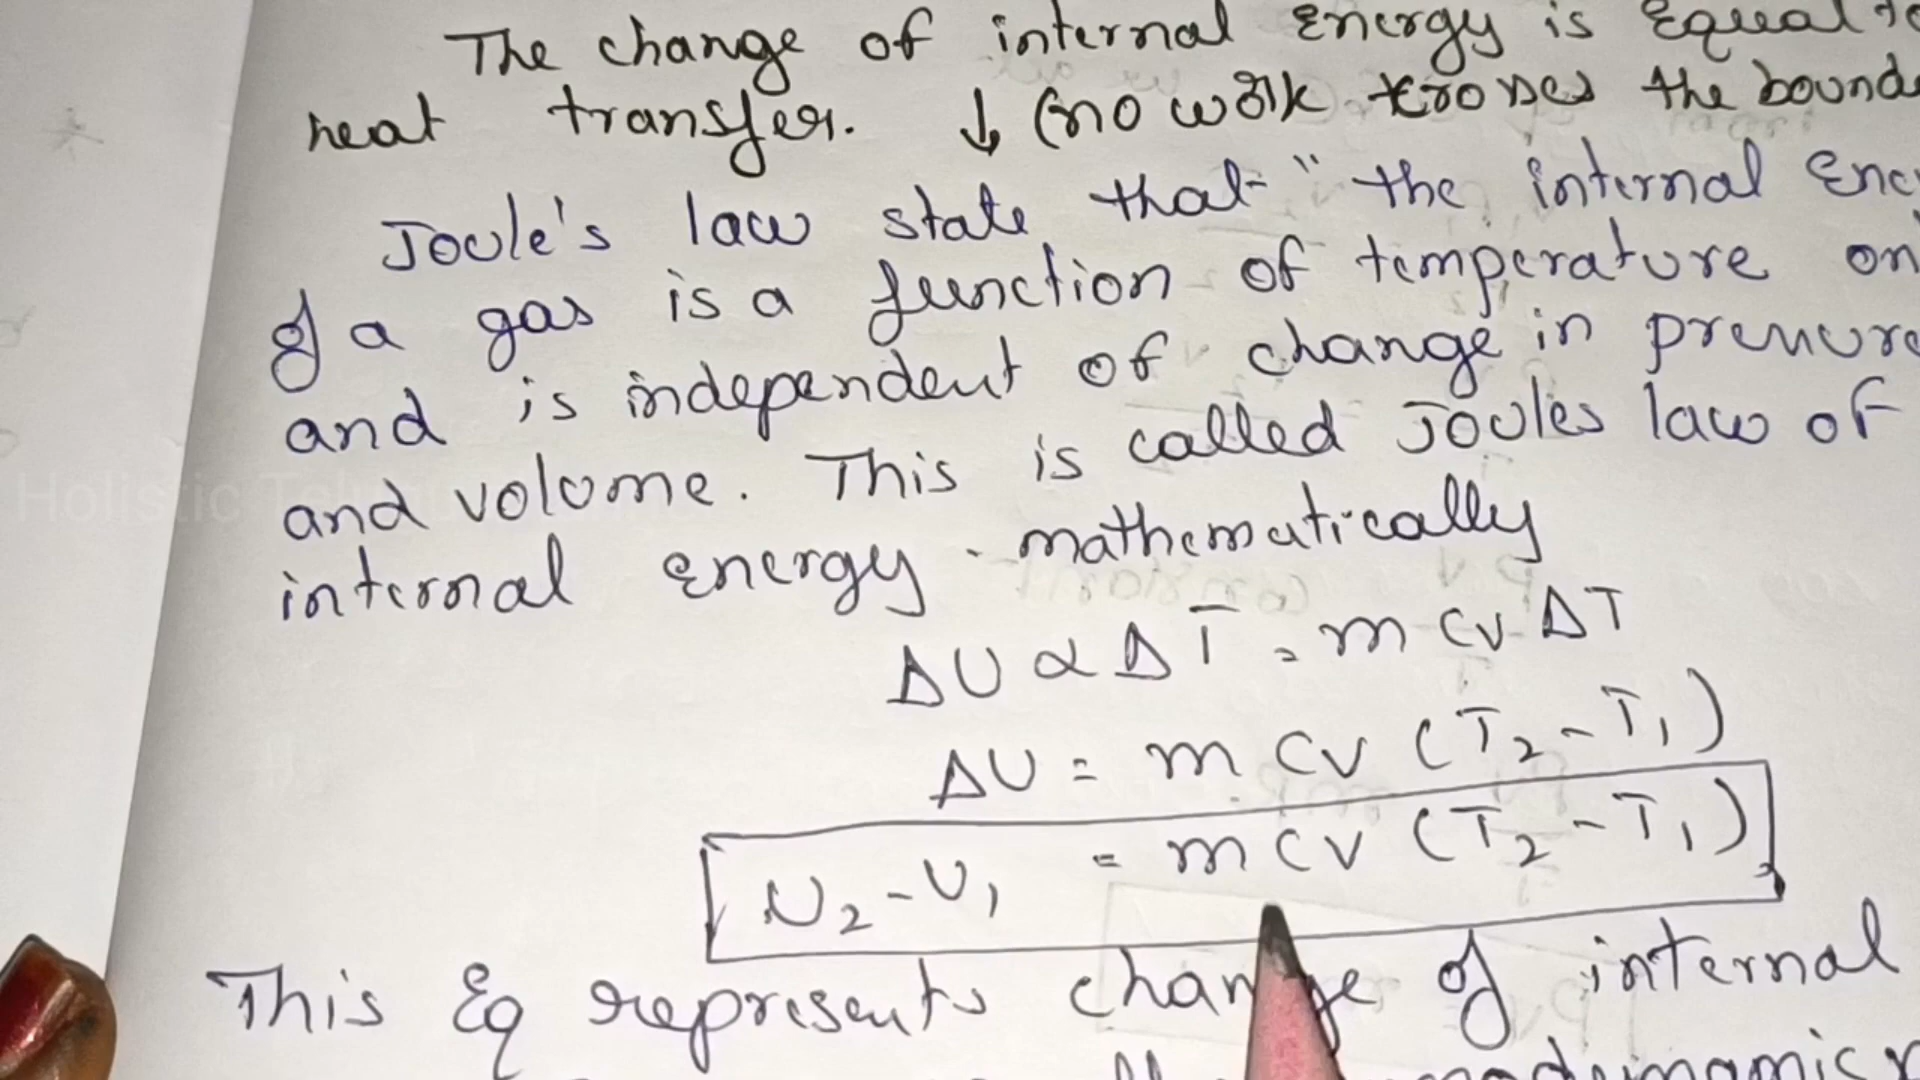 The change of internal Energy is Equal to
heat transfer. ↓ (no work crosses the bound
Joule's law state that "the internal Ene
of a gas is a function of temperature on
and is independent of change in pressure
and volume. This is called Joules law of
internal Energy. mathematically
ΔU ∝ ΔT = m CV ΔT
ΔU = m CV (T2 - T1)
U2 - U1 = m CV (T2 - T1)
This Eq represents change of internal
Holistic